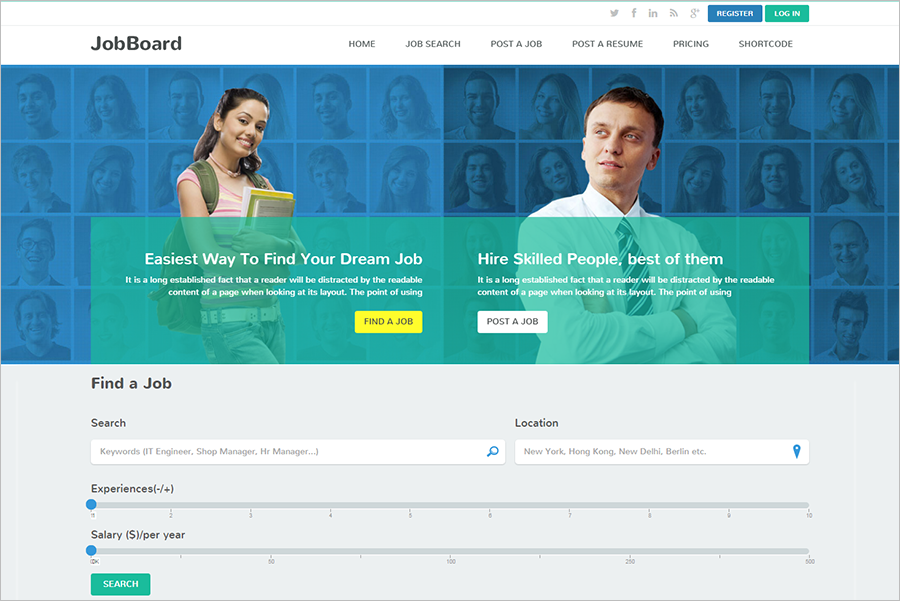 REGISTER LOG IN
JobBoard HOME JOB SEARCH POST A JOB POST A RESUME PRICING SHORTCODE
Easiest Way To Find Your Dream Job
It is a long established fact that a reader will be distracted by the readable
content of a page when looking at its layout. The point of using
FIND A JOB
Hire Skilled People, best of them
It is a long established fact that a reader will be distracted by the readable
content of a page when looking at its layout. The point of using
POST A JOB
Find a Job
Search Location
Keywords (IT Engineer, Shop Manager, Hr Manager...) New York, Hong Kong, New Delhi, Berlin etc.
Experiences(-/+)
2 3 4 5 6 7 8 9 10
Salary ($)/per year
50 100 250 500
SEARCH